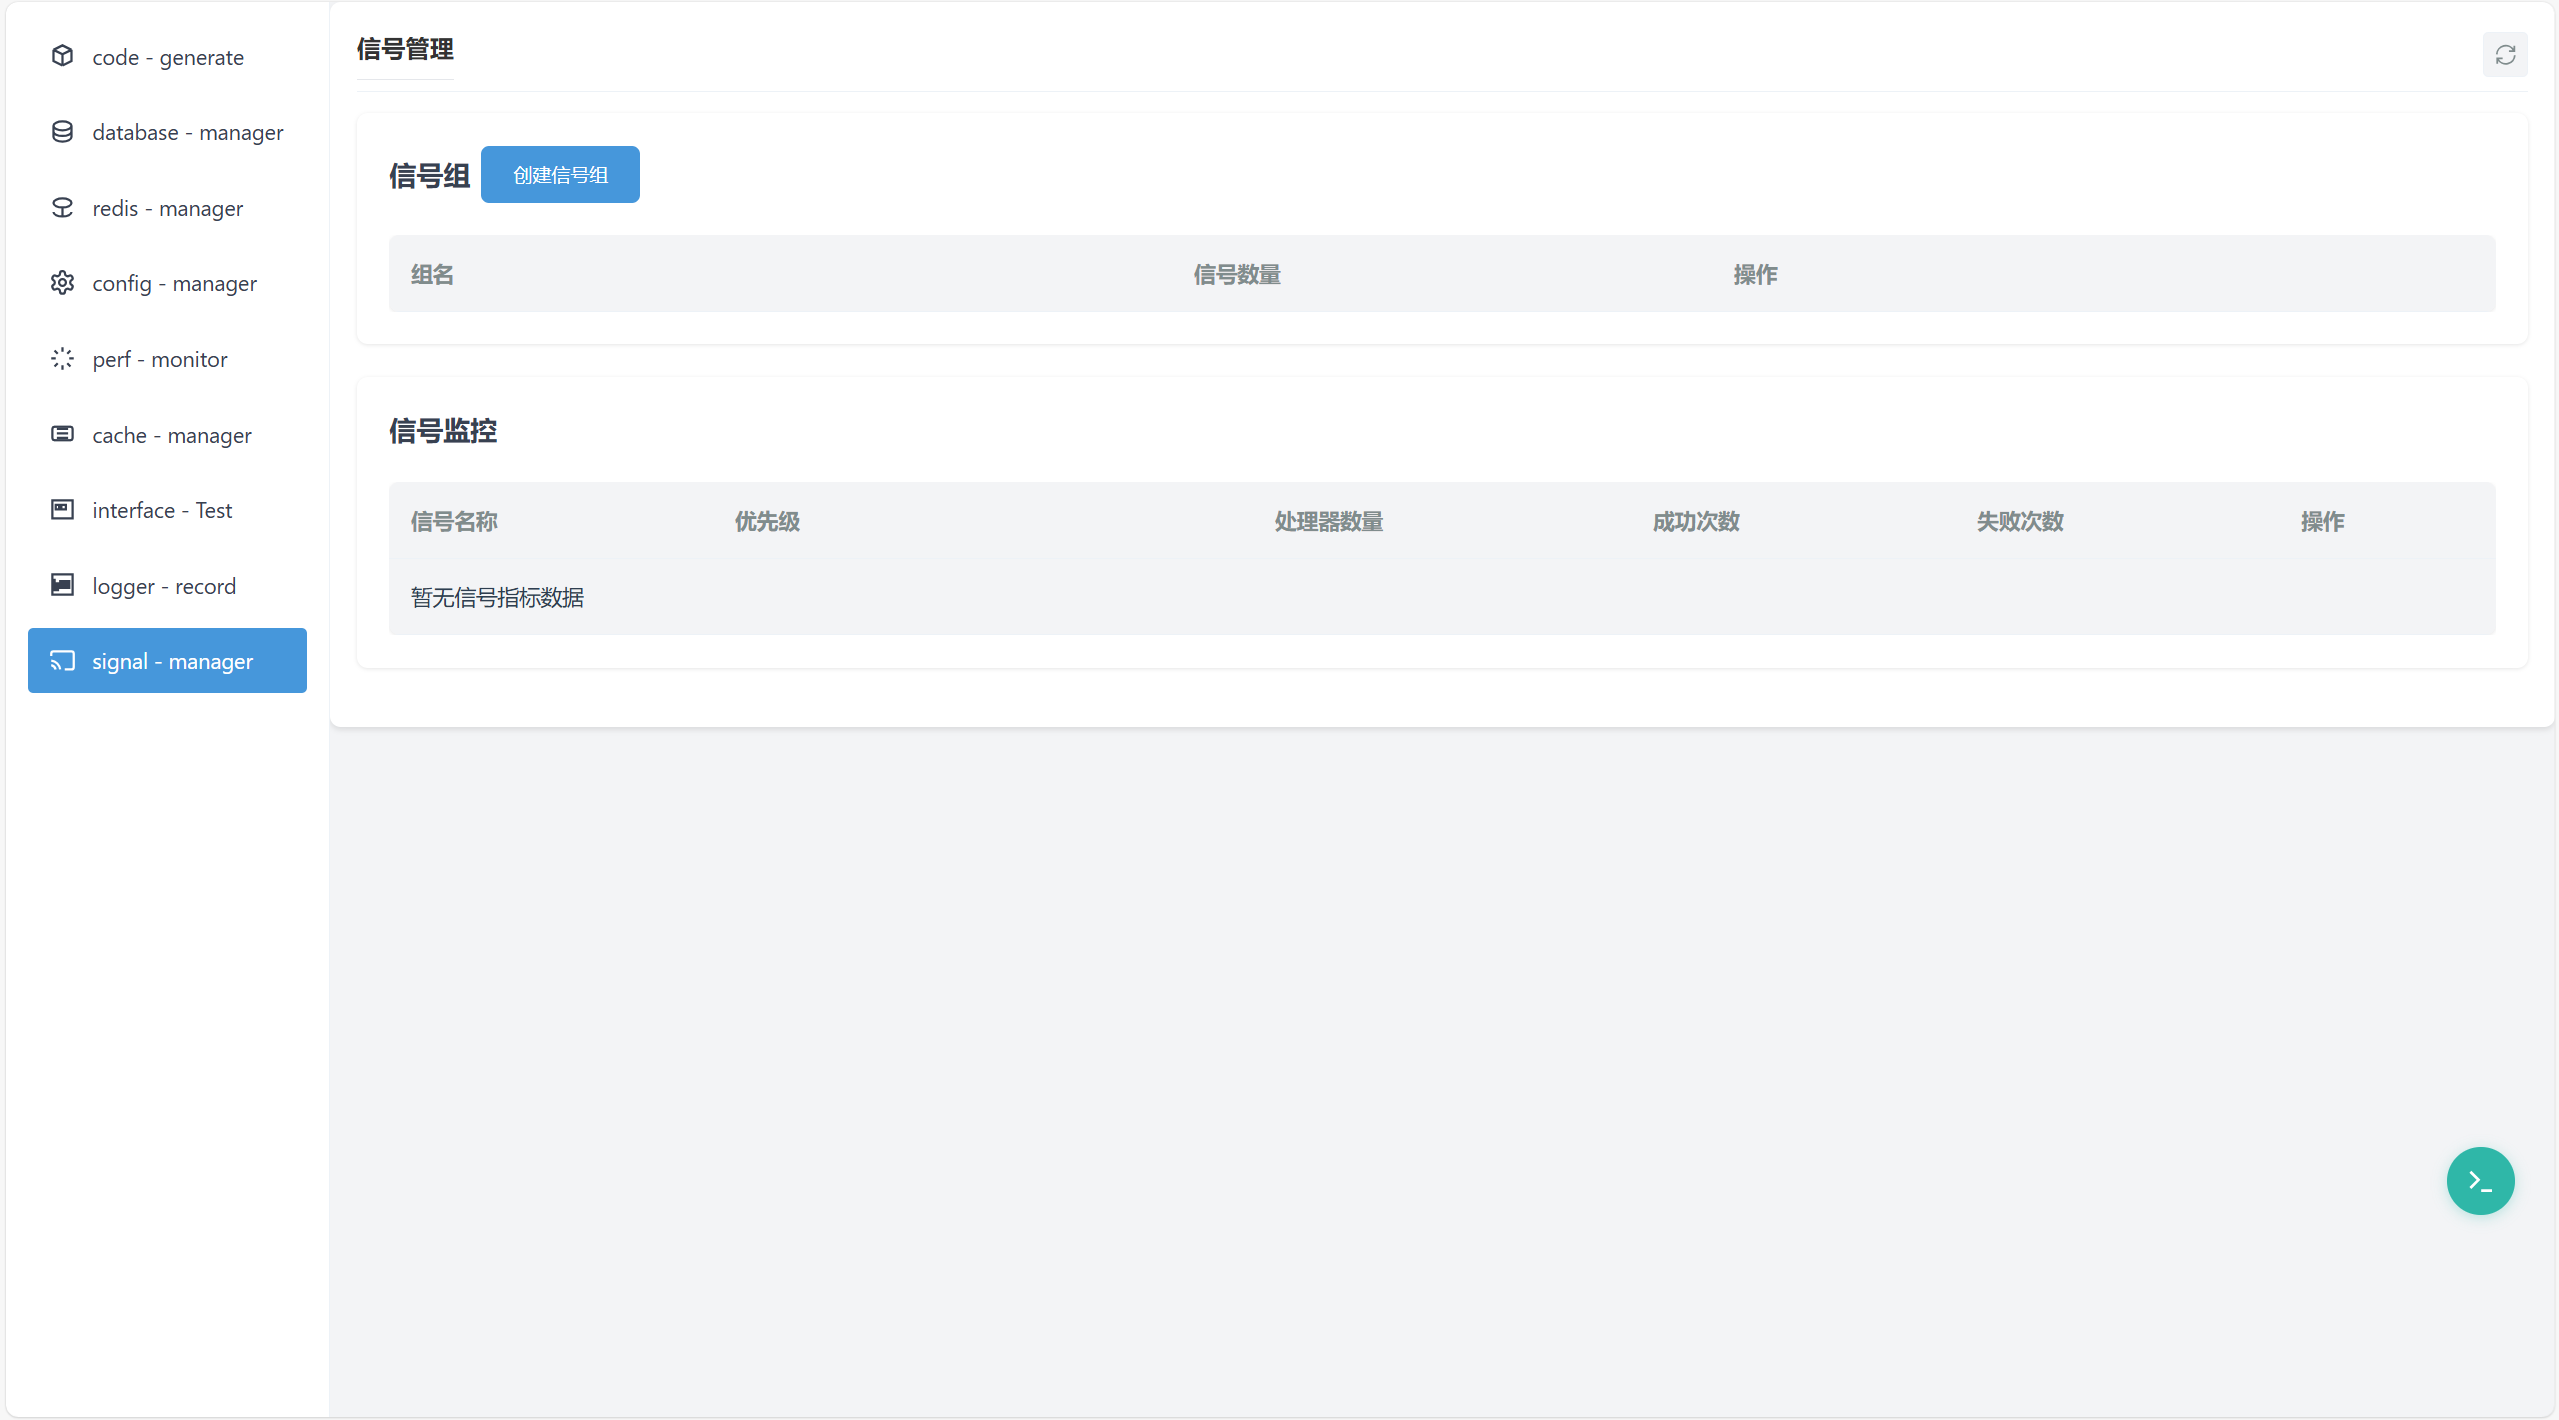 code - generate
database - manager
redis - manager
config - manager
perf - monitor
cache - manager
interface - Test
logger - record
signal - manager
信号管理
信号组 创建信号组
组名 信号数量 操作
信号监控
信号名称 优先级 处理器数量 成功次数 失败次数 操作
暂无信号指标数据